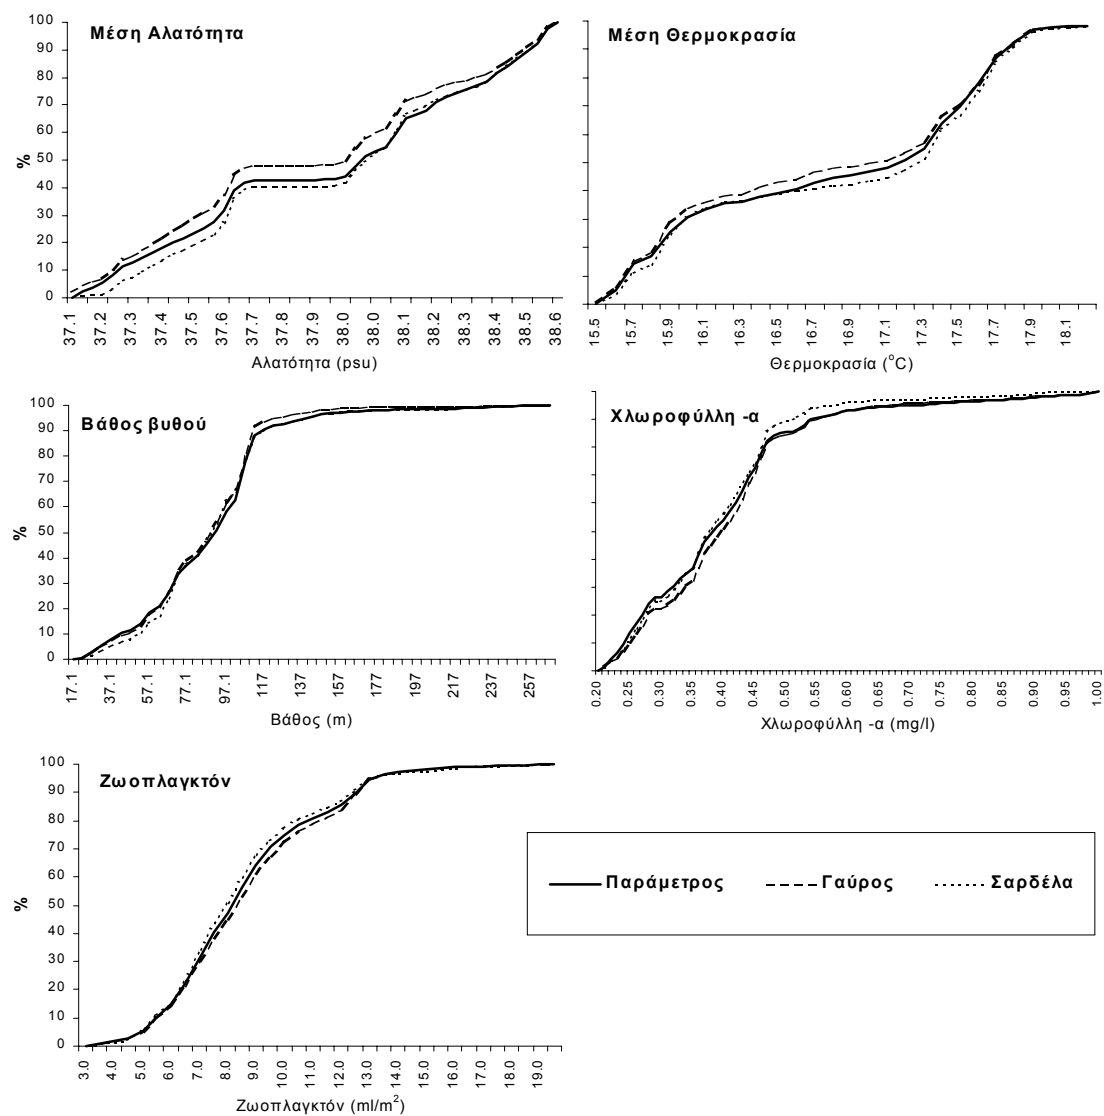 Μέση Αλατότητα
%
100
90
80
70
60
50
40
30
20
10
0
37.1 37.2 37.3 37.4 37.5 37.6 37.7 37.8 37.9 38.0 38.0 38.1 38.2 38.3 38.4 38.5 38.6
Αλατότητα (psu)
Μέση Θερμοκρασία
15.5 15.7 15.9 16.1 16.3 16.5 16.7 16.9 17.1 17.3 17.5 17.7 17.9 18.1
Θερμοκρασία (°C)
Βάθος βυθού
%
100
90
80
70
60
50
40
30
20
10
0
17.1 37.1 57.1 77.1 97.1 117 137 157 177 197 217 237 257
Βάθος (m)
Χλωροφύλλη -α
0.20 0.25 0.30 0.35 0.40 0.45 0.50 0.55 0.60 0.65 0.70 0.75 0.80 0.85 0.90 0.95 1.00
Χλωροφύλλη -α (mg/l)
Ζωοπλαγκτόν
%
100
90
80
70
60
50
40
30
20
10
0
3.0 5.0 6.0 7.0 8.0 9.0 10.0 11.0 12.0 13.0 14.0 15.0 16.0 17.0 18.0 19.0
Ζωοπλαγκτόν (ml/m²)
Παράμετρος Γαύρος Σαρδέλα